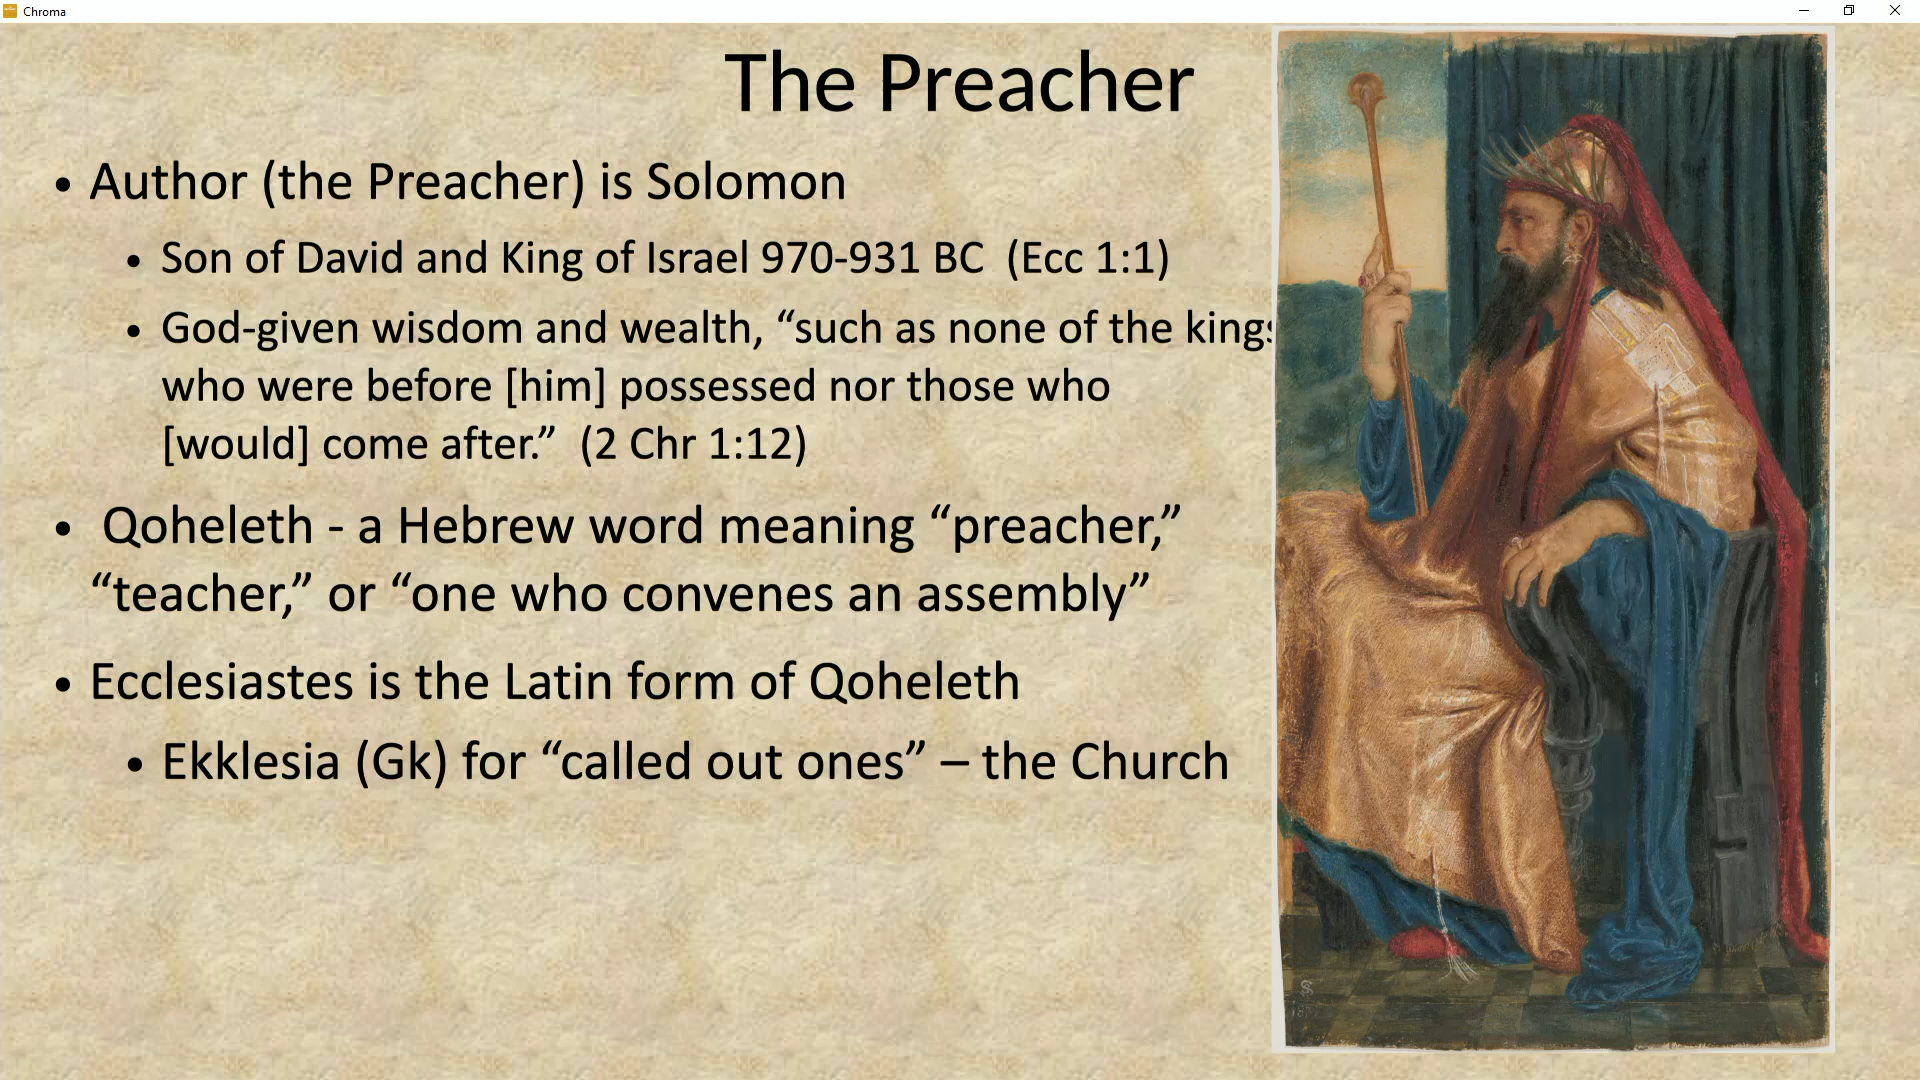 Chroma
The Preacher
• Author (the Preacher) is Solomon
• Son of David and King of Israel 970-931 BC (Ecc 1:1)
• God-given wisdom and wealth, “such as none of the kings
who were before [him] possessed nor those who
[would] come after.” (2 Chr 1:12)
• Qoheleth - a Hebrew word meaning “preacher,”
“teacher,” or “one who convenes an assembly”
• Ecclesiastes is the Latin form of Qoheleth
• Ekklesia (Gk) for “called out ones” – the Church